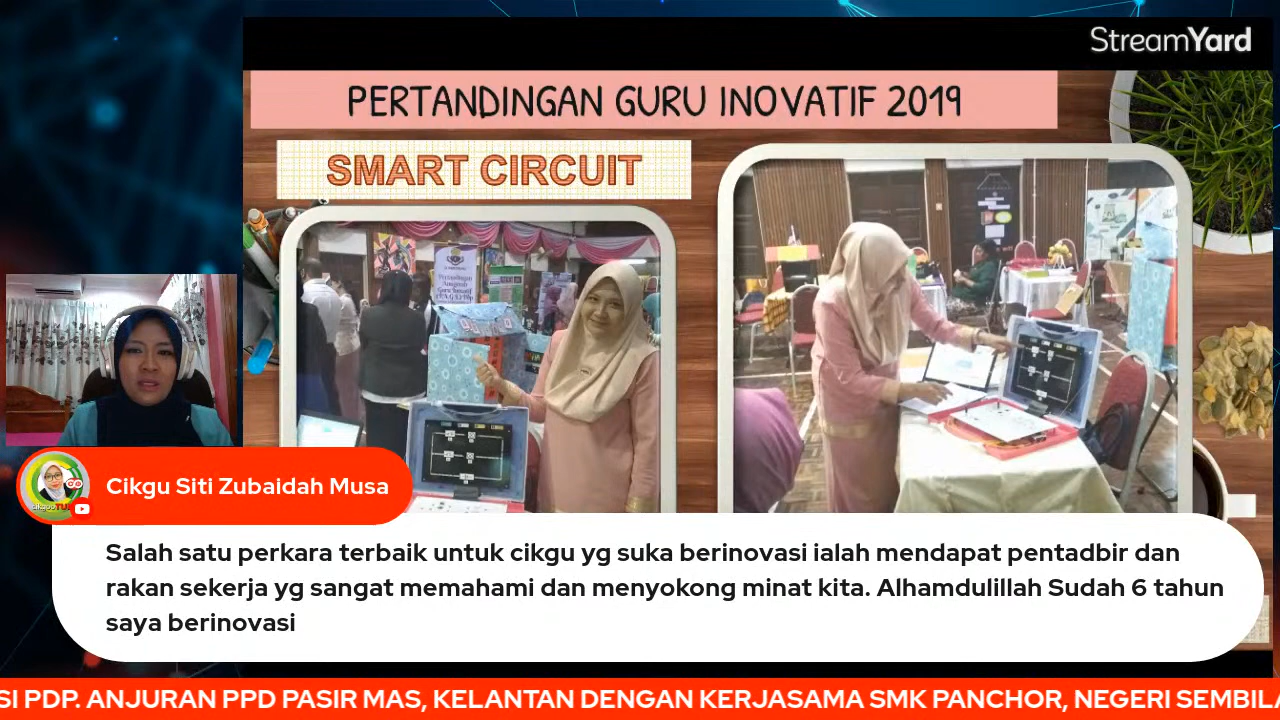 StreamYard
PERTANDINGAN GURU INOVATIF 2019
SMART CIRCUIT
Cikgu Siti Zubaidah Musa
Salah satu perkara terbaik untuk cikgu yg suka berinovasi ialah mendapat pentadbir dan
rakan sekerja yg sangat memahami dan menyokong minat kita. Alhamdulillah Sudah 6 tahun
saya berinovasi
SI PDP. ANJURAN PPD PASIR MAS, KELANTAN DENGAN KERJASAMA SMK PANCHOR, NEGERI SEMBILA